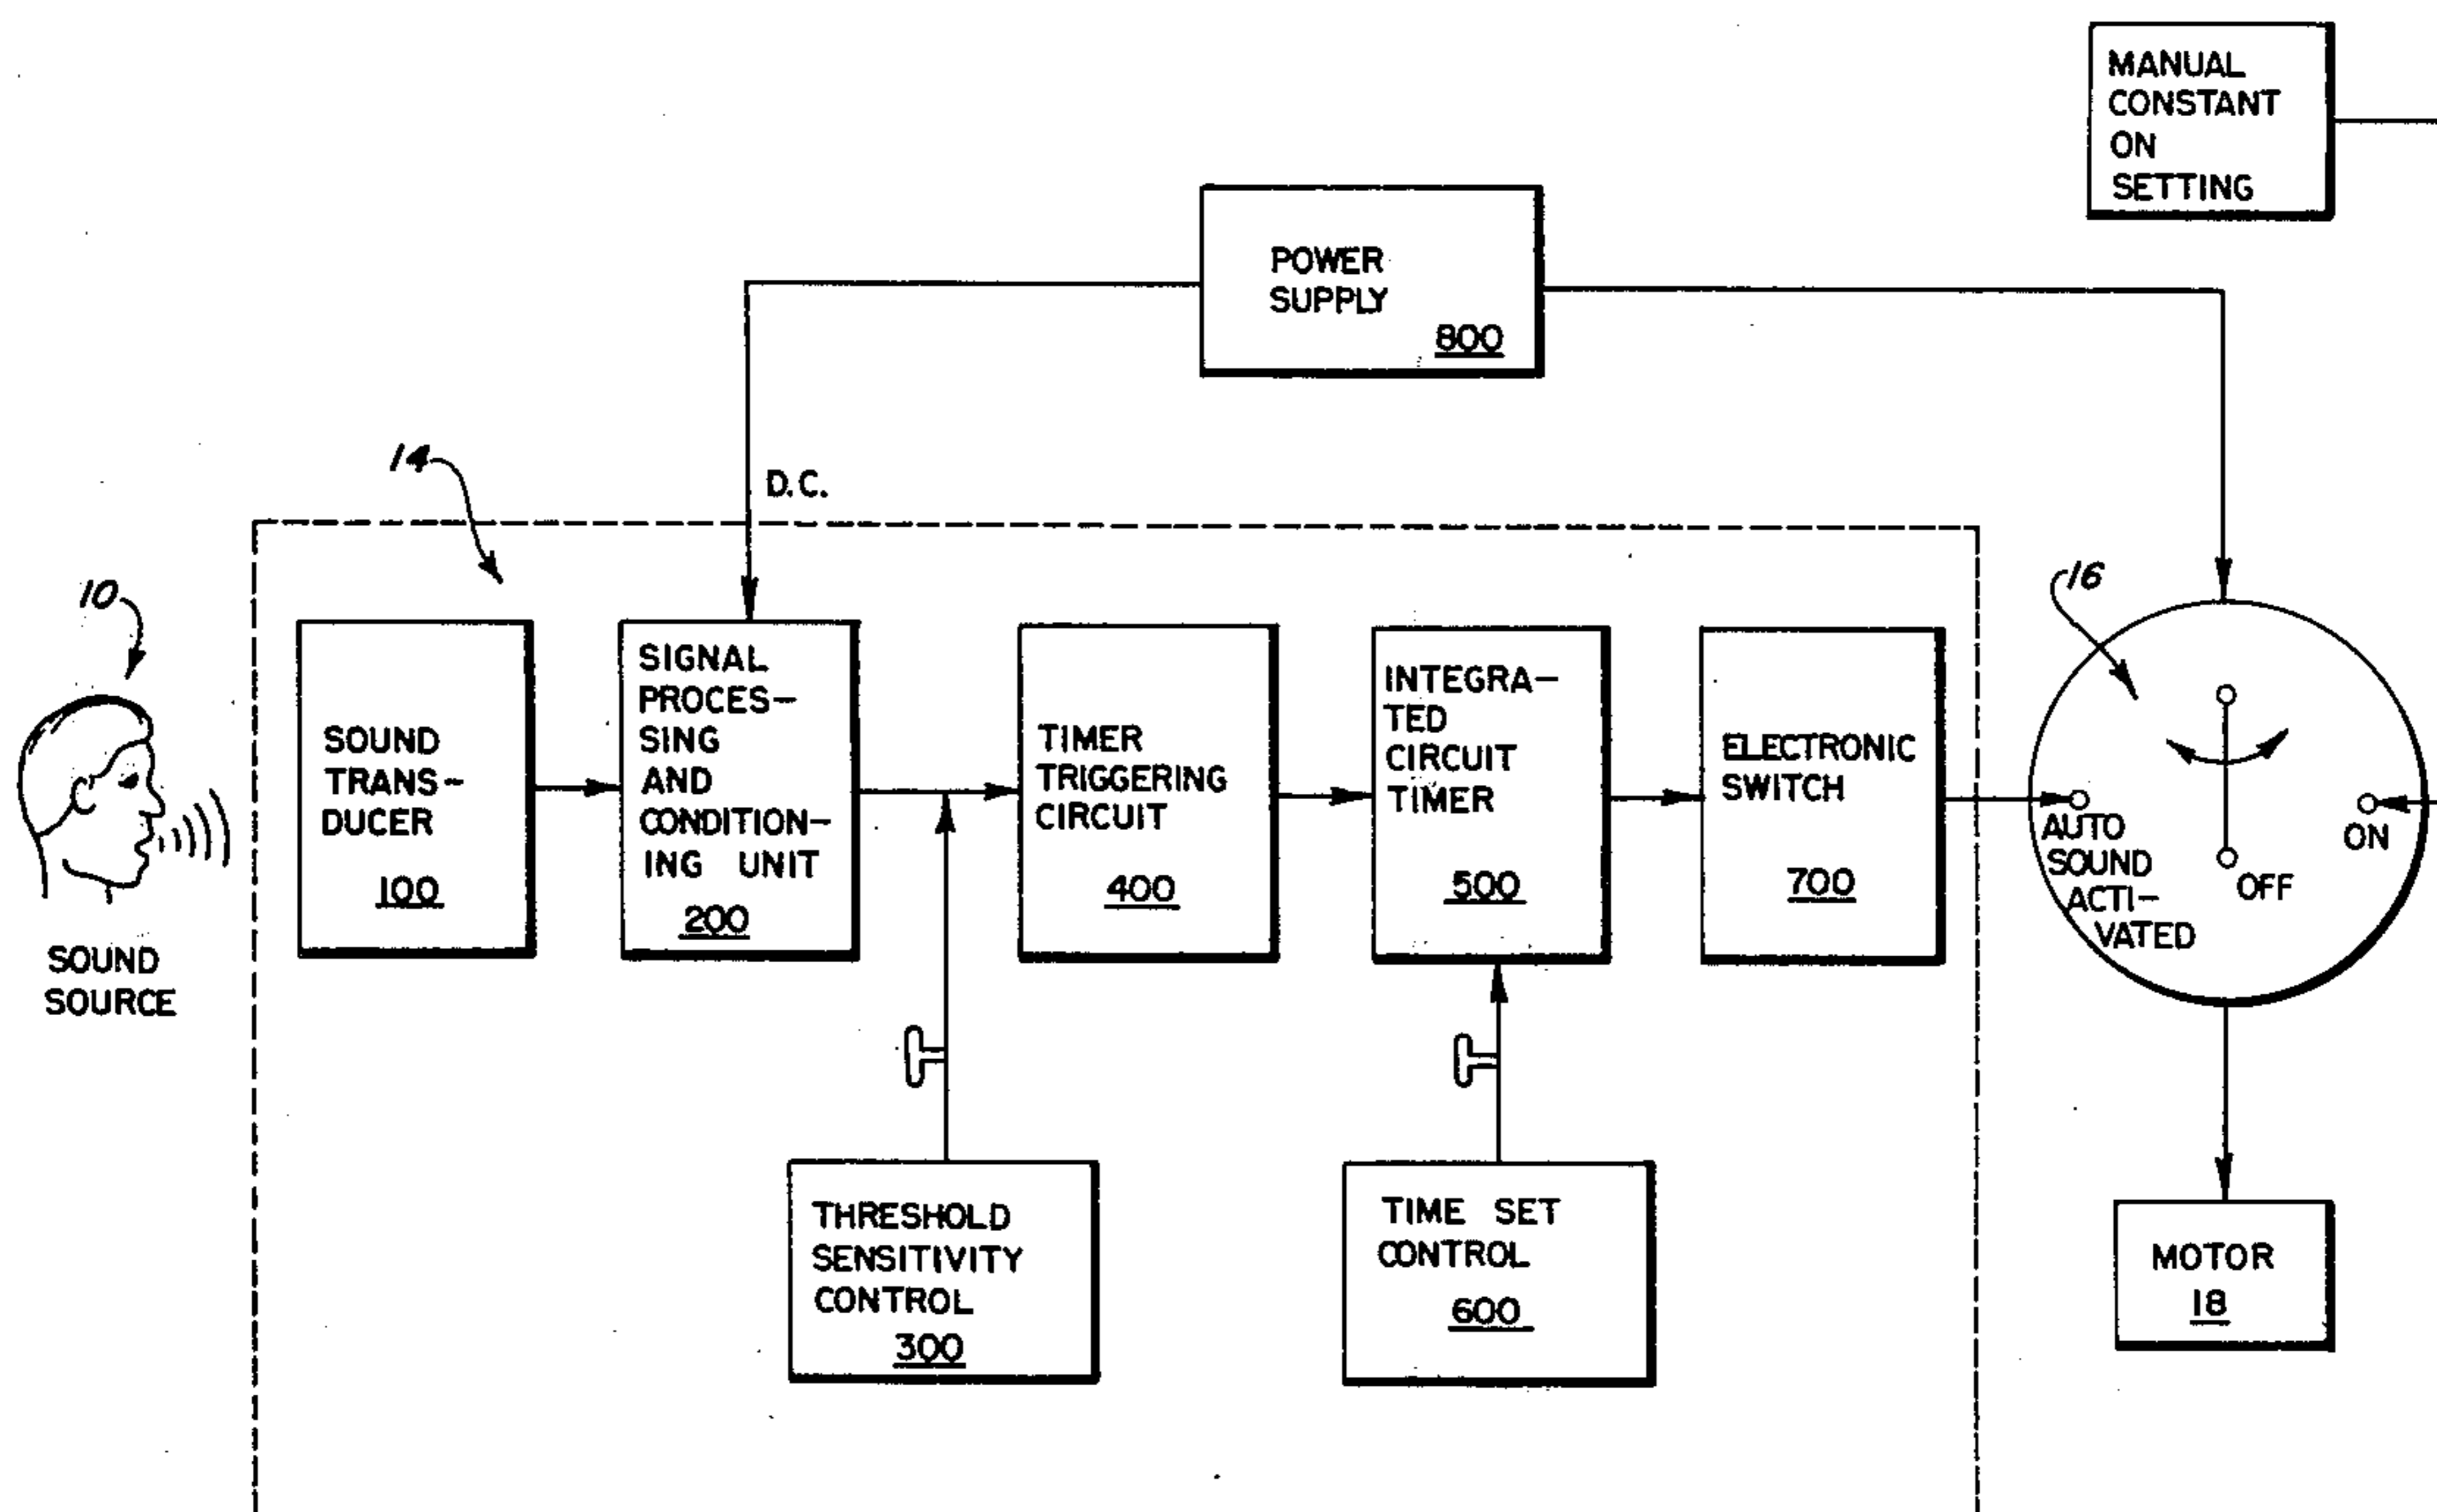 MANUAL
CONSTANT
ON
SETTING
POWER
SUPPLY
800
14
D.C.
10
16
SOUND
SOURCE
SOUND
TRANS-
DUCER
100
SIGNAL
PROCES-
SING
AND
CONDITION-
ING UNIT
200
TIMER
TRIGGERING
CIRCUIT
400
INTEGRA-
TED
CIRCUIT
TIMER
500
ELECTRONIC
SWITCH
700
AUTO
SOUND
ACTI-
VATED
OFF
ON
THRESHOLD
SENSITIVITY
CONTROL
300
TIME SET
CONTROL
600
MOTOR
18